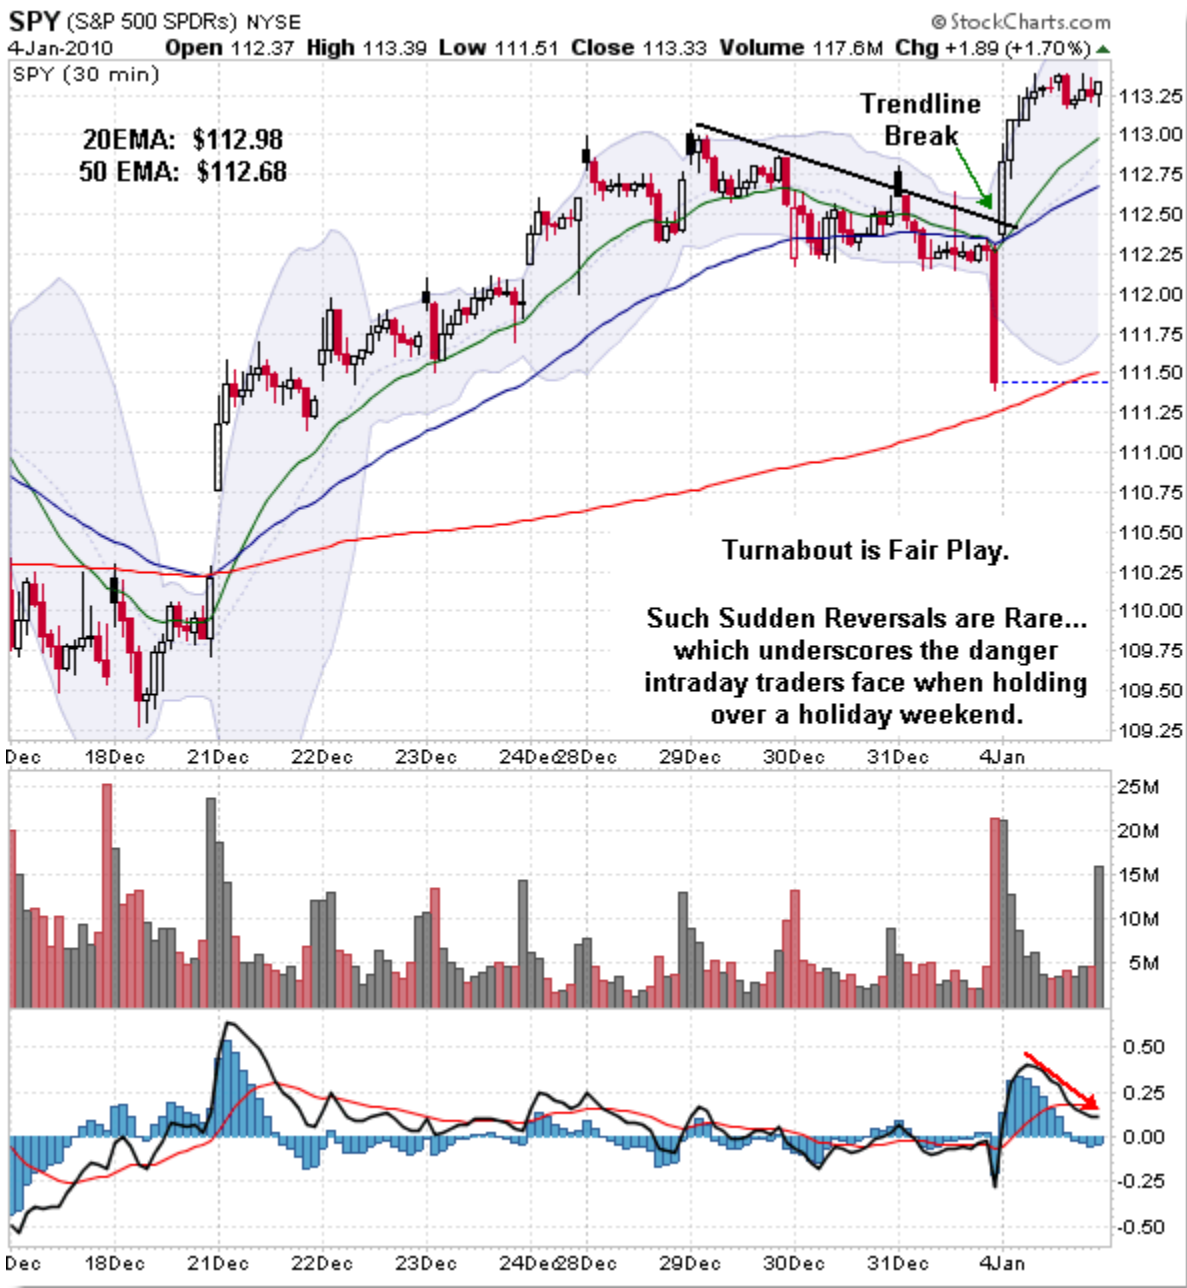 SPY (S&P 500 SPDRs) NYSE
© StockCharts.com
4-Jan-2010 Open 112.37 High 113.39 Low 111.51 Close 113.33 Volume 117.6M Chg +1.89 (+1.70%)
SPY (30 min)
20EMA: $112.98
50 EMA: $112.68
Trendline
Break
113.25
113.00
112.75
112.50
112.25
112.00
111.75
111.50
111.25
111.00
110.75
110.50
110.25
110.00
109.75
109.50
109.25
Turnabout is Fair Play.
Such Sudden Reversals are Rare...
which underscores the danger
intraday traders face when holding
over a holiday weekend.
Dec 18Dec 21Dec 22Dec 23Dec 24Dec 28Dec 29Dec 30Dec 31Dec 4Jan
25M
20M
15M
10M
5M
0.50
0.25
0.00
-0.25
-0.50
Dec 18Dec 21Dec 22Dec 23Dec 24Dec 28Dec 29Dec 30Dec 31Dec 4Jan